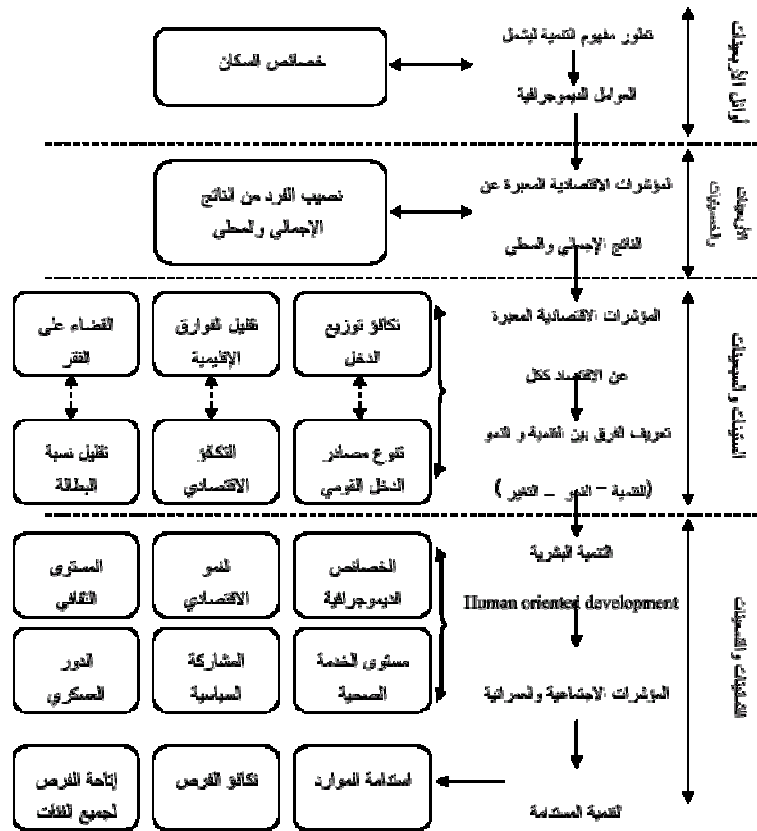 أوائل الأربعينات
تطور مفهوم التنمية ليشمل
العوامل الديموجرافية
خصائص السكان
الأربعينات
والخمسينات
المؤشرات الاقتصادية المعبرة عن
الناتج الإجمالي والمحلي
نصيب الفرد من الناتج
الإجمالي والمحلي
الستينات والسبعينات
المؤشرات الاقتصادية المعبرة
عن الاقتصاد ككل
تعريف الفرق بين التنمية و النمو
(التنمية – النمو – التغير )
تكافؤ توزيع
الدخل
تقليل الفوارق
الإقليمية
القضاء على
الفقر
تنوع مصادر
الدخل القومي
التكافؤ
الاقتصادي
تقليل نسبة
البطالة
الثمانينات والتسعينات
التنمية البشرية
Human oriented development
المؤشرات الاجتماعية والعمرانية
التنمية المستدامة
الخصائص
الديموجرافية
النمو
الاقتصادي
المستوى
الثقافي
مستوى الخدمة
الصحية
المشاركة
السياسية
الدور
العسكري
استدامة الموارد
تكافؤ الفرص
إتاحة الفرص
لجميع الفئات